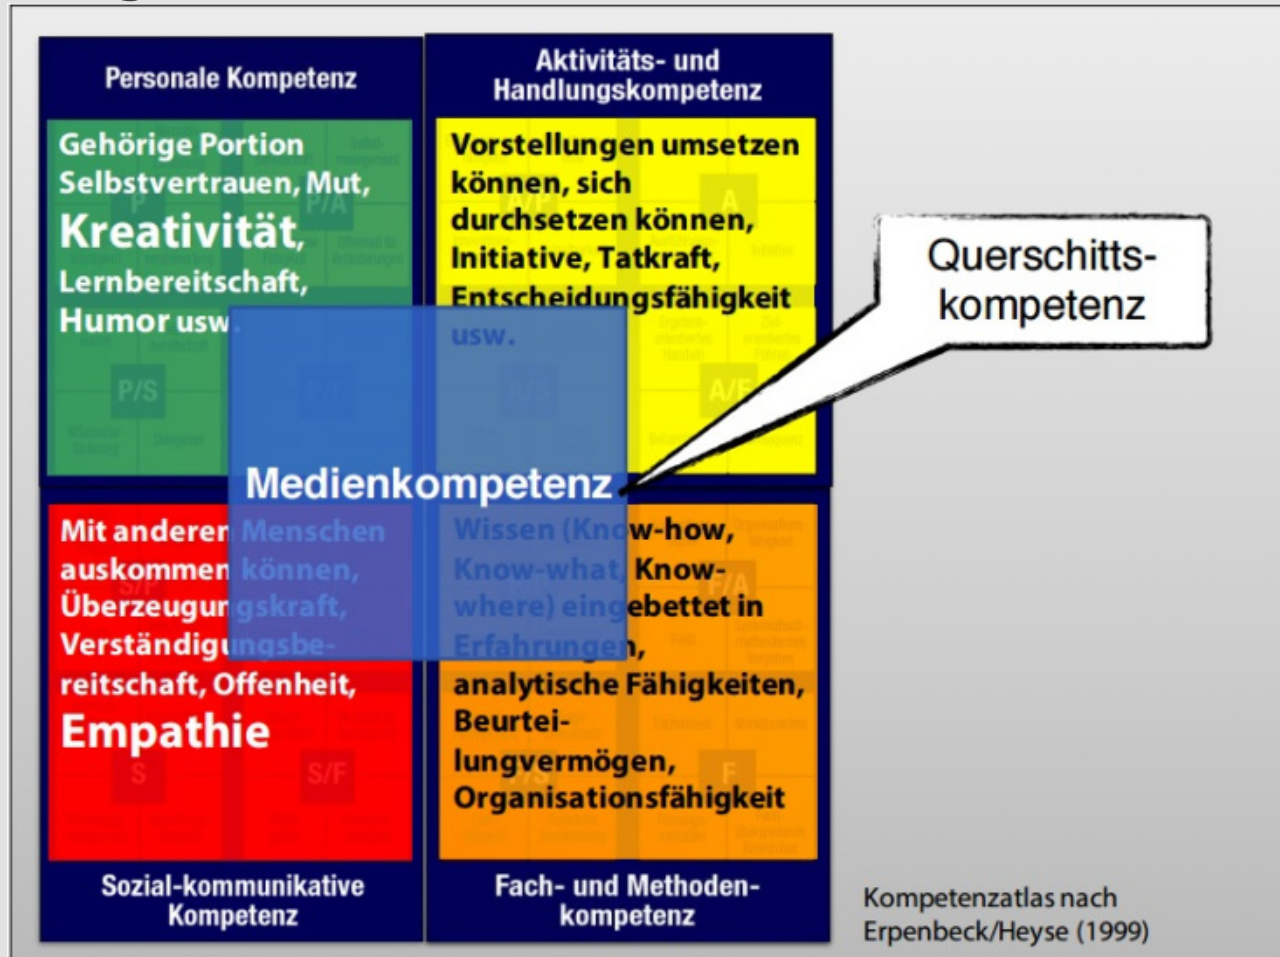 Personale Kompetenz
Gehörige Portion
Selbstvertrauen, Mut,
Kreativität,
Lernbereitschaft,
Humor usw.
P/S
Aktivitäts- und
Handlungskompetenz
Vorstellungen umsetzen
können, sich
durchsetzen können,
Initiative, Tatkraft,
Entscheidungsfähigkeit
usw.
Querschitts-
kompetenz
Medienkompetenz
Mit anderen Menschen
auskommen können,
Überzeugungskraft,
Verständigungsbe-
reitschaft, Offenheit,
Empathie
S
S/F
Sozial-kommunikative
Kompetenz
Wissen (Know-how,
Know-what, Know-
where) eingebettet in
Erfahrungen,
analytische Fähigkeiten,
Beurtei-
lungvermögen,
Organisationsfähigkeit
F/A
F
Fach- und Methoden-
kompetenz
Kompetenzatlas nach
Erpenbeck/Heyse (1999)